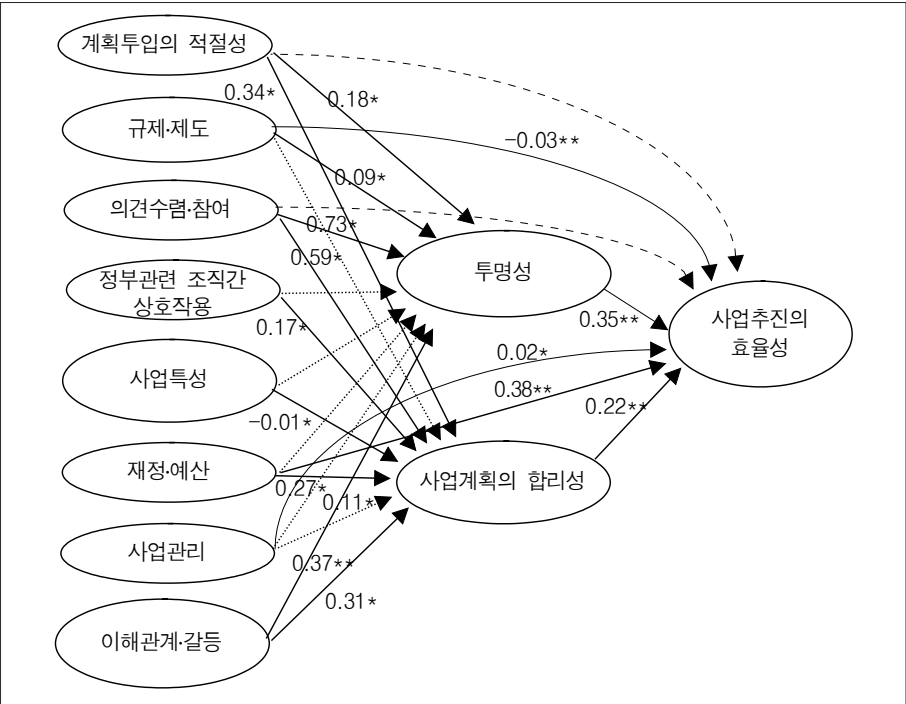 계획투입의 적절성
0.34*
0.18*
규제·제도
-0.03**
0.09*
의견수렴·참여
0.73*
0.59*
정부관련 조직간
상호작용
투명성
0.17*
0.35**
사업추진의
효율성
0.02*
사업특성
0.38**
-0.01*
0.22**
재정·예산
사업계획의 합리성
0.27*
0.11*
사업관리
0.37**
0.31*
이해관계·갈등